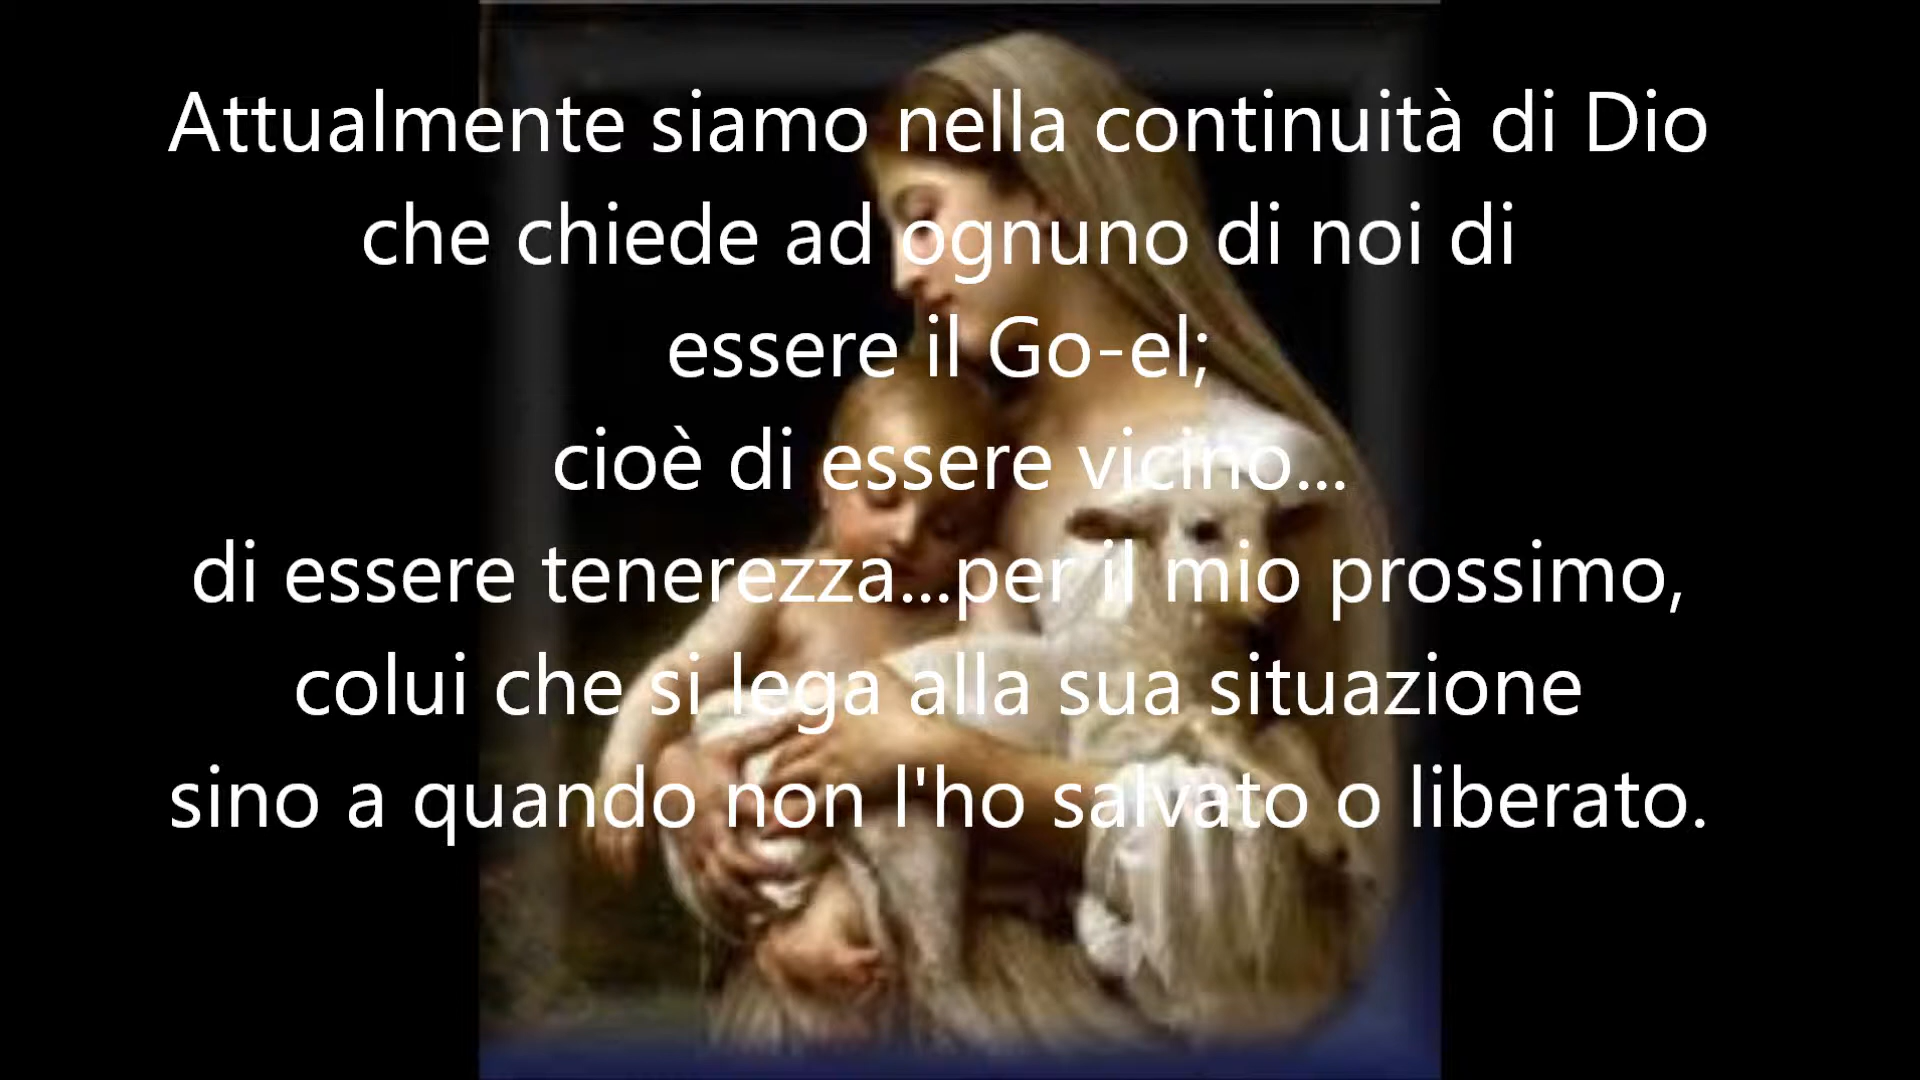 Attualmente siamo nella continuità di Dio
che chiede ad ognuno di noi di
essere il Go-el;
cioè di essere vicino...
di essere tenerezza...per il mio prossimo,
colui che si lega alla sua situazione
sino a quando non l'ho salvato o liberato.